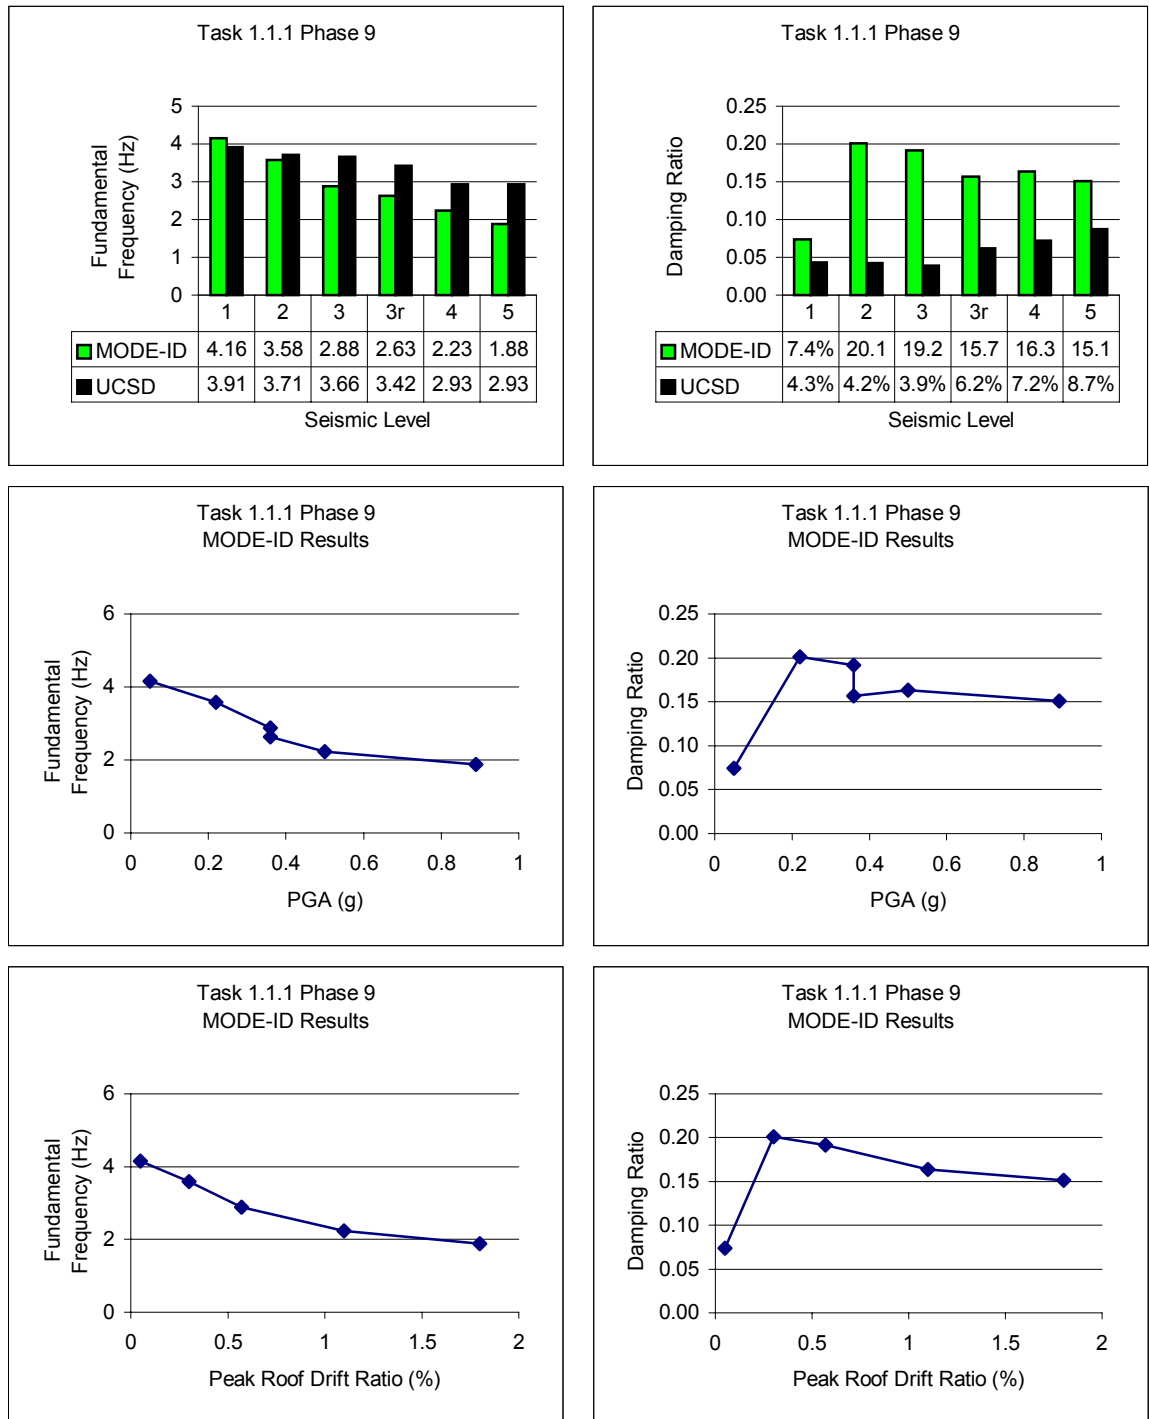 Task 1.1.1 Phase 9
Fundamental
Frequency (Hz)
5
4
3
2
1
0
1 2 3 3r 4 5
MODE-ID 4.16 3.58 2.88 2.63 2.23 1.88
UCSD 3.91 3.71 3.66 3.42 2.93 2.93
Seismic Level
Task 1.1.1 Phase 9
Damping Ratio
0.25
0.20
0.15
0.10
0.05
0.00
1 2 3 3r 4 5
MODE-ID 7.4% 20.1 19.2 15.7 16.3 15.1
UCSD 4.3% 4.2% 3.9% 6.2% 7.2% 8.7%
Seismic Level
Task 1.1.1 Phase 9
MODE-ID Results
Fundamental
Frequency (Hz)
6
4
2
0
0 0.2 0.4 0.6 0.8 1
PGA (g)
Task 1.1.1 Phase 9
MODE-ID Results
Damping Ratio
0.25
0.20
0.15
0.10
0.05
0.00
0 0.2 0.4 0.6 0.8 1
PGA (g)
Task 1.1.1 Phase 9
MODE-ID Results
Fundamental
Frequency (Hz)
6
4
2
0
0 0.5 1 1.5 2
Peak Roof Drift Ratio (%)
Task 1.1.1 Phase 9
MODE-ID Results
Damping Ratio
0.25
0.20
0.15
0.10
0.05
0.00
0 0.5 1 1.5 2
Peak Roof Drift Ratio (%)